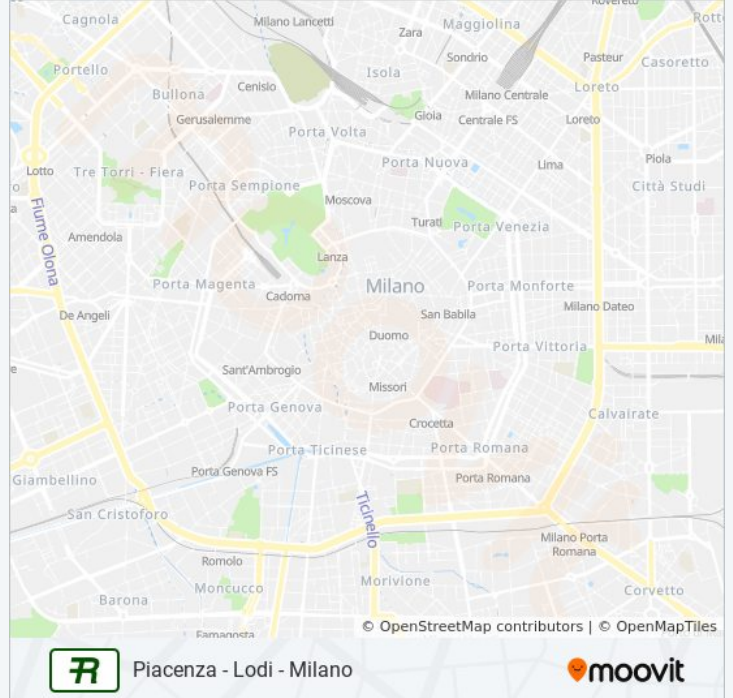 Rovereto
Cagnola
Milano Lancetti
Maggiolina
Rott
Zara
Sondrio
Pasteur
Casoretto
Portello
Isola
Cenisio
Bullona
Milano Centrale
Loreto
Gerusalemme
Gioia
Centrale FS
Loreto
Porta Volta
Lotto
Tre Torri - Fiera
Porta Nuova
Lima
Piola
Porta Sempione
Città Studi
o
Moscova
a
Fiume Olona
Turati
Porta Venezia
Amendola
Lanza
Porta Magenta
Cadorna
Milano
Porta Monforte
San Babila
Milano Dateo
De Angeli
Duomo
Porta Vittoria
Mila
e
Sant'Ambrogio
Missori
Porta Genova
Crocetta
Calvairate
Porta Ticinese
Porta Romana
Giambellino
Porta Genova FS
Porta Romana
San Cristoforo
Ticinello
Milano Porta
Romana
Romolo
Moncucco
Morivione
Corvetto
Barona
Famagosta
© OpenStreetMap contributors | © OpenMapTiles
R
Piacenza - Lodi - Milano
moovit